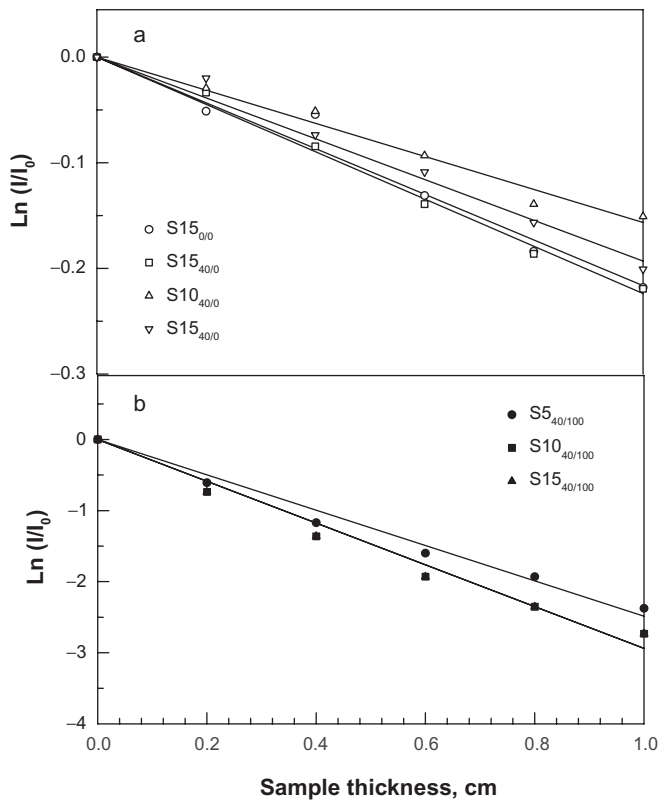 a
0.0
–0.1
–0.2
–0.3
Ln (I/I₀)
S15₀/₀
S15₄₀/₀
S10₄₀/₀
S15₄₀/₀
b
0
–1
–2
–3
–4
Ln (I/I₀)
S5₄₀/₁₀₀
S10₄₀/₁₀₀
S15₄₀/₁₀₀
0.0 0.2 0.4 0.6 0.8 1.0
Sample thickness, cm